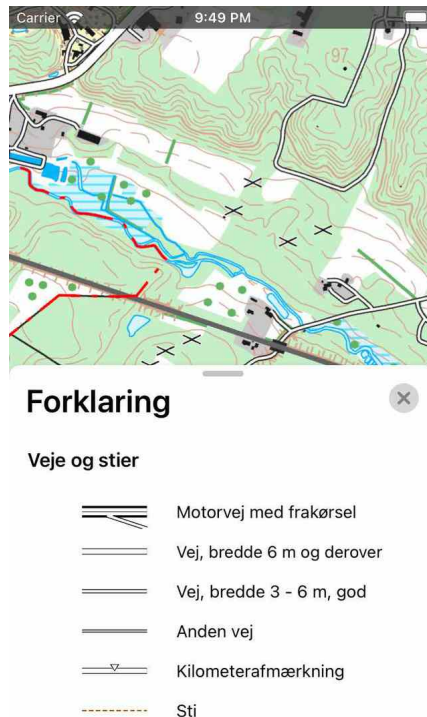 Carrier 9:49 PM
97
Forklaring
Veje og stier
Motorvej med frakørsel
Vej, bredde 6 m og derover
Vej, bredde 3 - 6 m, god
Anden vej
Kilometerafmærkning
Sti